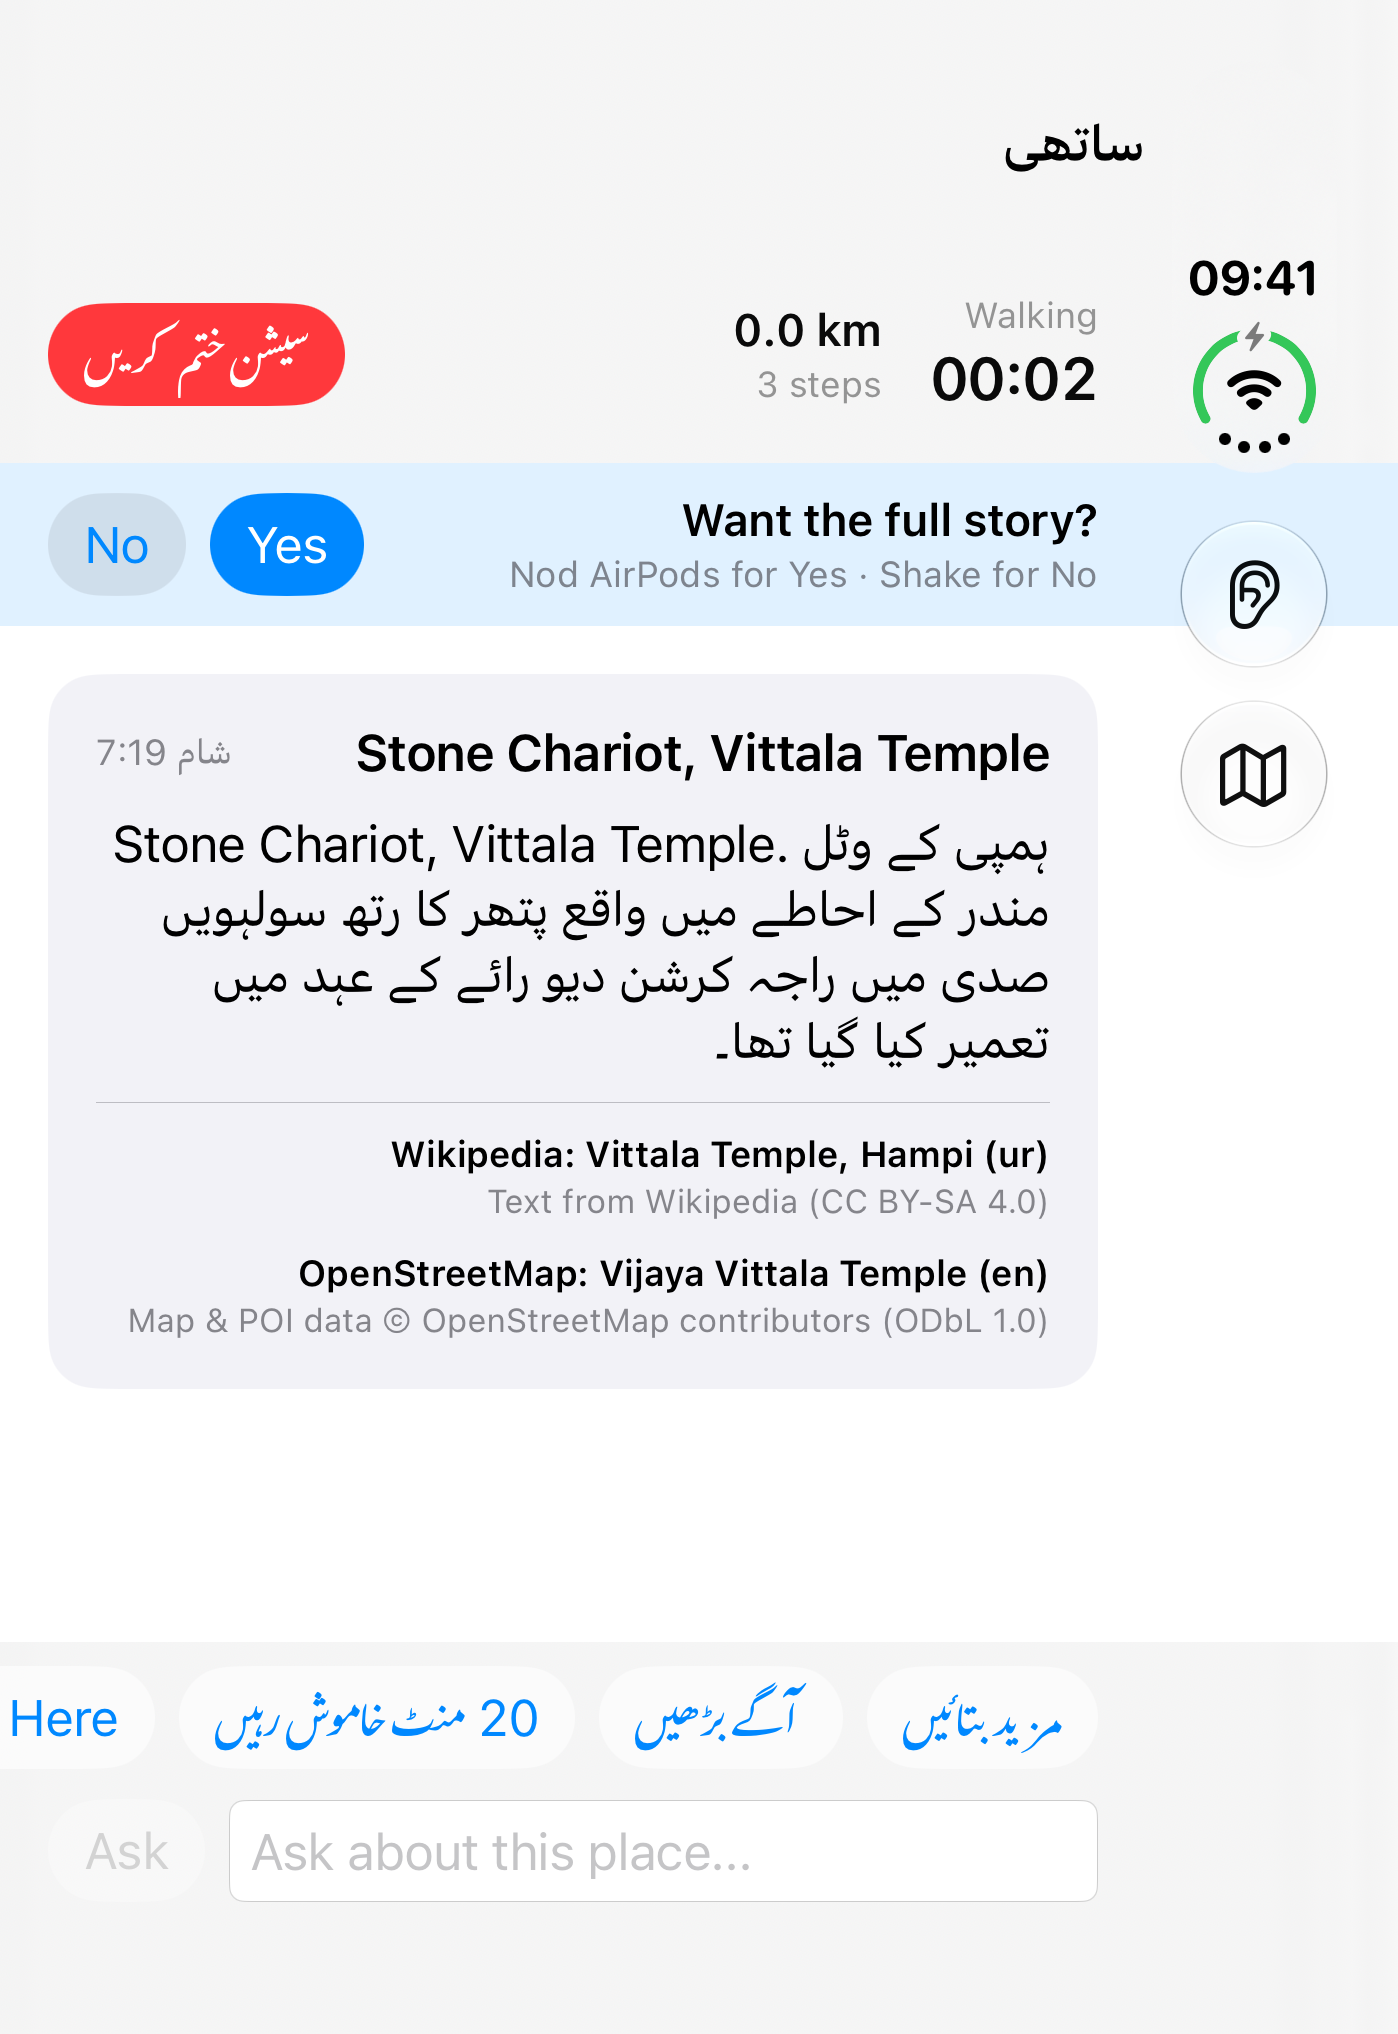 ساتھی
09:41
Walking
00:02
0.0 km
3 steps
سیشن ختم کریں
Want the full story?
Nod AirPods for Yes · Shake for No
Yes
No
Stone Chariot, Vittala Temple
7:19 شام
Stone Chariot, Vittala Temple. ہمپی کے وٹل
مندر کے احاطے میں واقع پتھر کا رتھ سولہویں
صدی میں راجہ کرشن دیو رائے کے عہد میں
تعمیر کیا گیا تھا۔
Wikipedia: Vittala Temple, Hampi (ur)
Text from Wikipedia (CC BY-SA 4.0)
OpenStreetMap: Vijaya Vittala Temple (en)
Map & POI data © OpenStreetMap contributors (ODbL 1.0)
مزید بتائیں
آگے بڑھیں
20 منٹ خاموش رہیں
Here
Ask about this place...
Ask